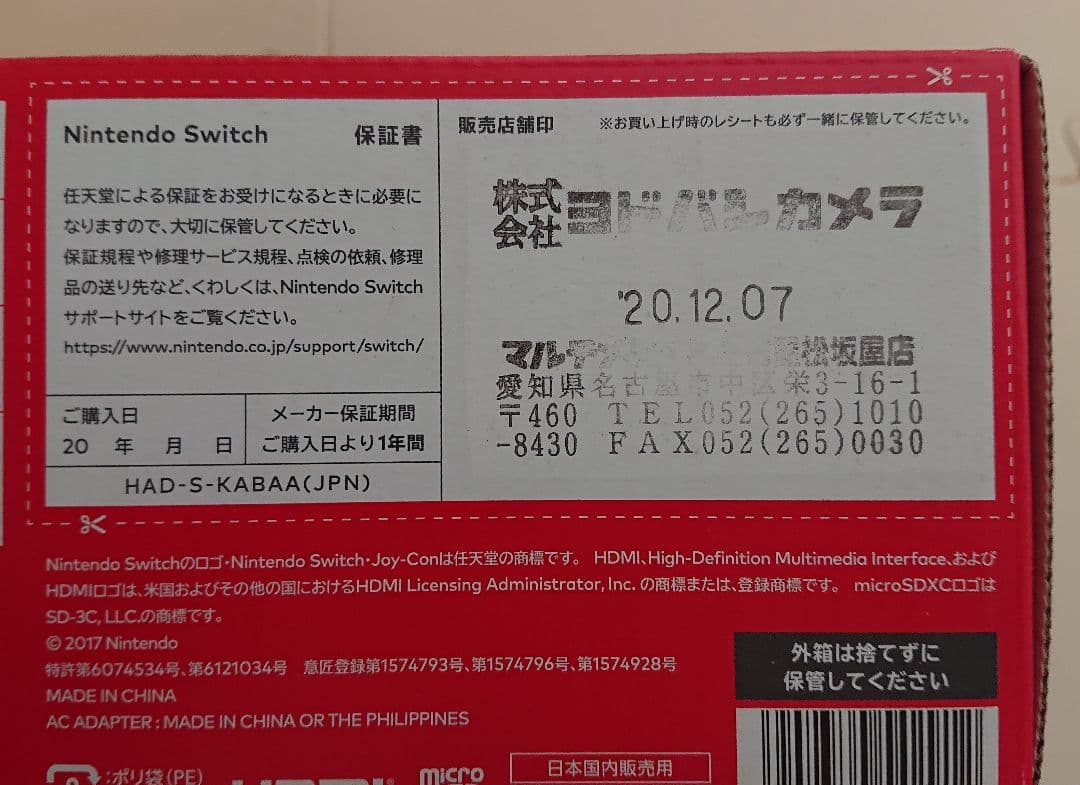 Nintendo Switch 保証書
任天堂による保証をお受けになるときに必要に
なりますので、大切に保管してください。
保証規程や修理サービス規程、点検の依頼、修理
品の送り先など、くわしくは、Nintendo Switch
サポートサイトをご覧ください。
https://www.nintendo.co.jp/support/switch/
ご購入日
20 年 月 日
メーカー保証期間
ご購入日より1年間
HAD-S-KABAA(JPN)
販売店舗印 ※お買い上げ時のレシートも必ず一緒に保管してください。
株式会社ヨドバシカメラ
'20.12.07
マルチ 松坂屋店
愛知県名古屋市中区栄3-16-1
〒460 TEL052(265)1010
-8430 FAX052(265)0030
Nintendo Switchのロゴ・Nintendo Switch・Joy-Conは任天堂の商標です。 HDMI、High-Definition Multimedia Interface、および
HDMIロゴは、米国およびその他の国におけるHDMI Licensing Administrator, Inc. の商標または、登録商標です。 microSDXCロゴは
SD-3C, LLC.の商標です。
© 2017 Nintendo
特許第6074534号、第6121034号 意匠登録第1574793号、第1574796号、第1574928号
MADE IN CHINA
AC ADAPTER : MADE IN CHINA OR THE PHILIPPINES
外箱は捨てずに
保管してください
:ポリ袋(PE)
micro
日本国内販売用